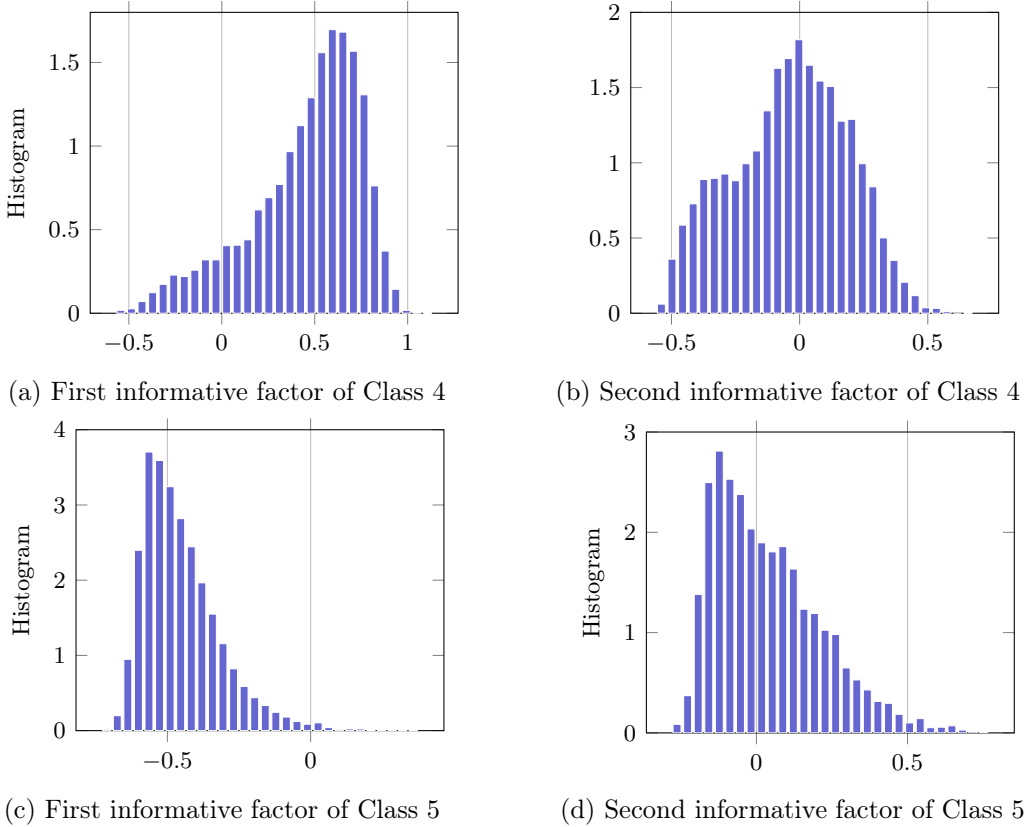 Histogram
1.5
1
0.5
0
−0.5 0 0.5 1
(a) First informative factor of Class 4
2
1.5
1
0.5
0
−0.5 0 0.5
(b) Second informative factor of Class 4
Histogram
4
3
2
1
0
−0.5 0
(c) First informative factor of Class 5
Histogram
3
2
1
0
0 0.5
(d) Second informative factor of Class 5